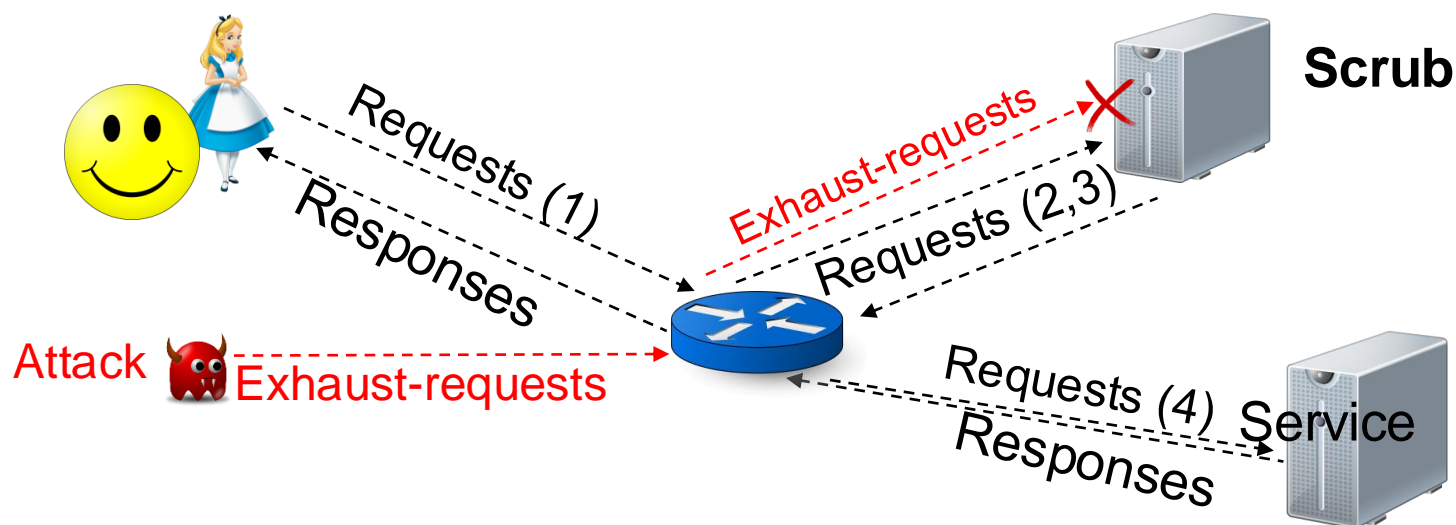 Scrub
Requests (1)
Exhaust-requests
Requests (2,3)
Responses
Attack
Exhaust-requests
Requests (4)
Service
Responses